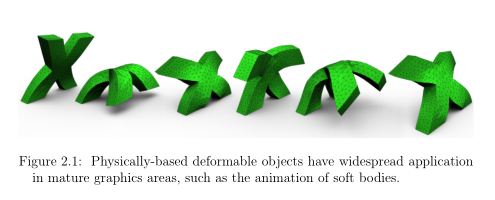 Figure 2.1: Physically-based deformable objects have widespread application
in mature graphics areas, such as the animation of soft bodies.